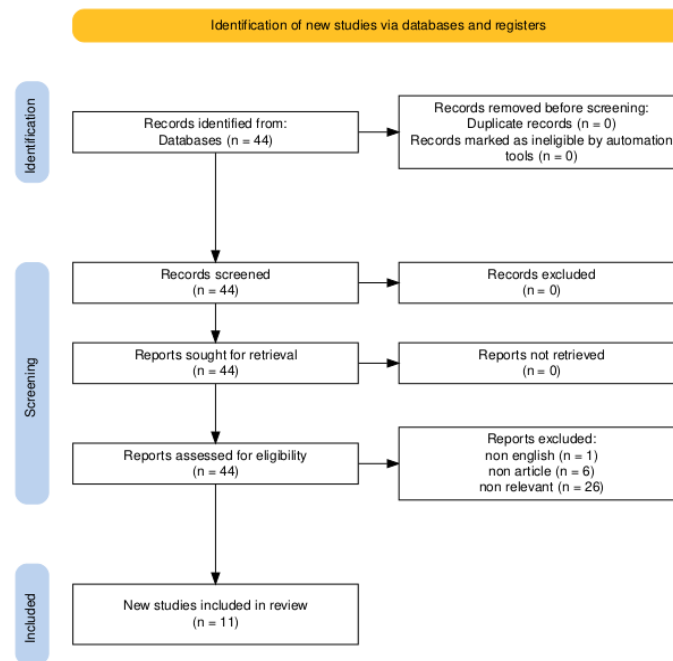 Identification of new studies via databases and registers
Identification
Records identified from:
Databases (n = 44)
Records removed before screening:
Duplicate records (n = 0)
Records marked as ineligible by automation
tools (n = 0)
Screening
Records screened
(n = 44)
Records excluded
(n = 0)
Reports sought for retrieval
(n = 44)
Reports not retrieved
(n = 0)
Reports assessed for eligibility
(n = 44)
Reports excluded:
non english (n = 1)
non article (n = 6)
non relevant (n = 26)
Included
New studies included in review
(n = 11)